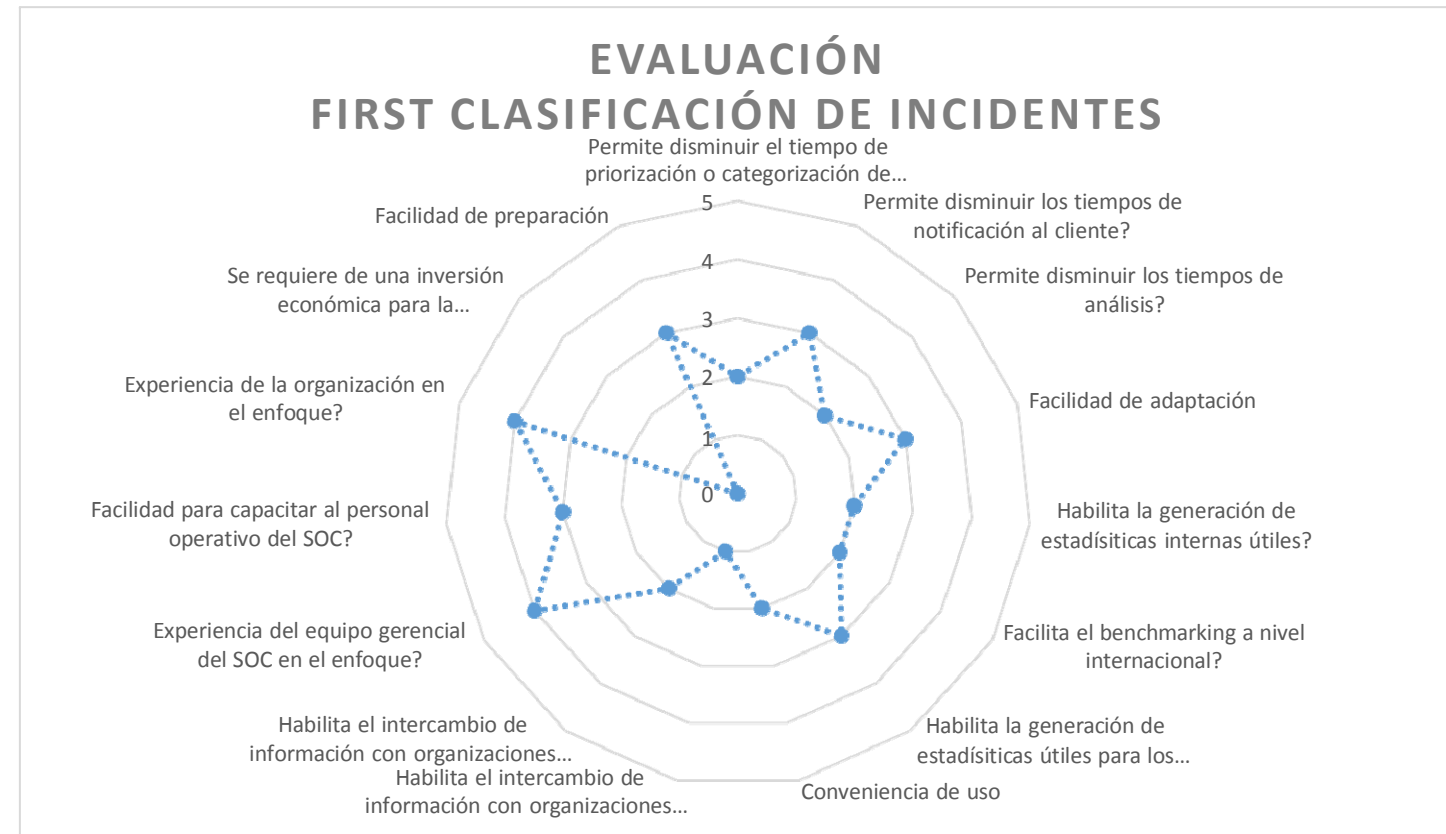 EVALUACIÓN
FIRST CLASIFICACIÓN DE INCIDENTES
Permite disminuir el tiempo de
priorización o categorización de...
Permite disminuir los tiempos de
notificación al cliente?
Permite disminuir los tiempos de
análisis?
Facilidad de adaptación
Habilita la generación de
estadísiticas internas útiles?
Facilita el benchmarking a nivel
internacional?
Habilita la generación de
estadísiticas útiles para los...
Conveniencia de uso
Habilita el intercambio de
información con organizaciones...
Habilita el intercambio de
información con organizaciones...
Experiencia del equipo gerencial
del SOC en el enfoque?
Facilidad para capacitar al personal
operativo del SOC?
Experiencia de la organización en
el enfoque?
Se requiere de una inversión
económica para la...
Facilidad de preparación
5
4
3
2
1
0